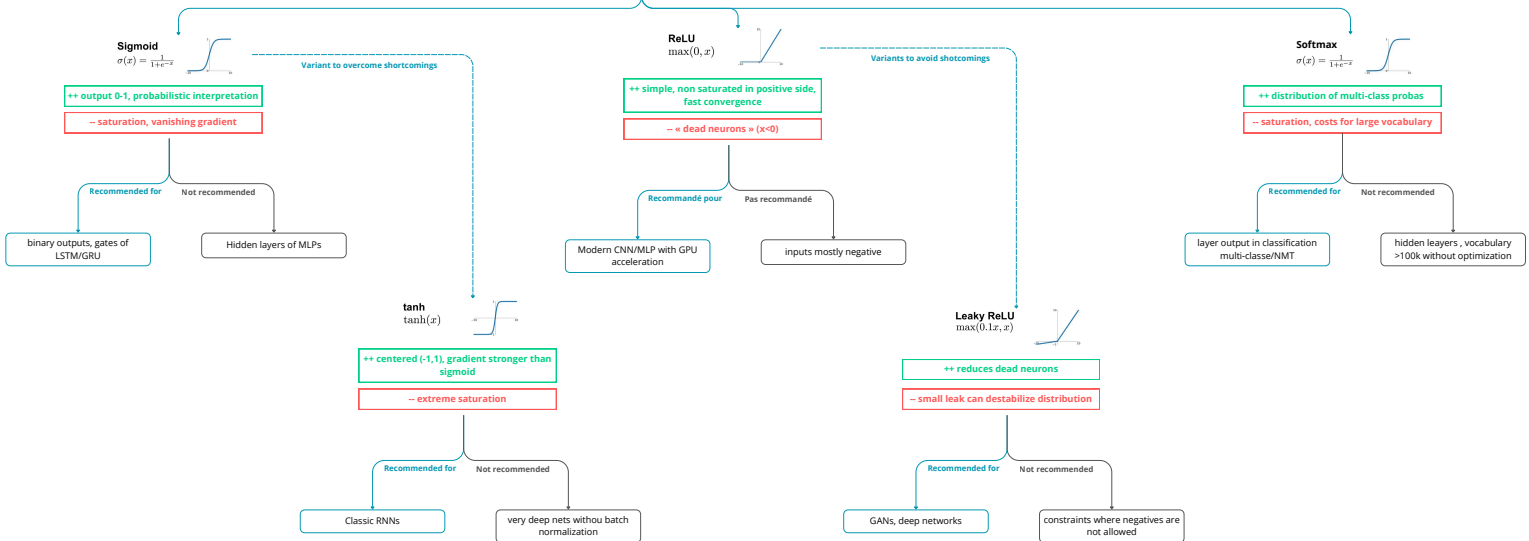 Sigmoid
σ(x) = 1/(1+e^{-x})
Variant to overcome shortcomings
++ output 0-1, probabilistic interpretation
-- saturation, vanishing gradient
Recommended for
Not recommended
binary outputs, gates of
LSTM/GRU
Hidden layers of MLPs
tanh
tanh(x)
++ centered (-1,1), gradient stronger than
sigmoid
-- extreme saturation
Recommended for
Not recommended
Classic RNNs
very deep nets withou batch
normalization
ReLU
max(0, x)
Variants to avoid shotcomings
++ simple, non saturated in positive side,
fast convergence
-- « dead neurons » (x<0)
Recommandé pour
Pas recommandé
Modern CNN/MLP with GPU
acceleration
inputs mostly negative
Leaky ReLU
max(0.1x, x)
++ reduces dead neurons
-- small leak can destabilize distribution
Recommended for
Not recommended
GANs, deep networks
constraints where negatives are
not allowed
Softmax
σ(x) = 1/(1+e^{-x})
++ distribution of multi-class probas
-- saturation, costs for large vocabulary
Recommended for
Not recommended
layer output in classification
multi-classe/NMT
hidden leayers , vocabulary
>100k without optimization